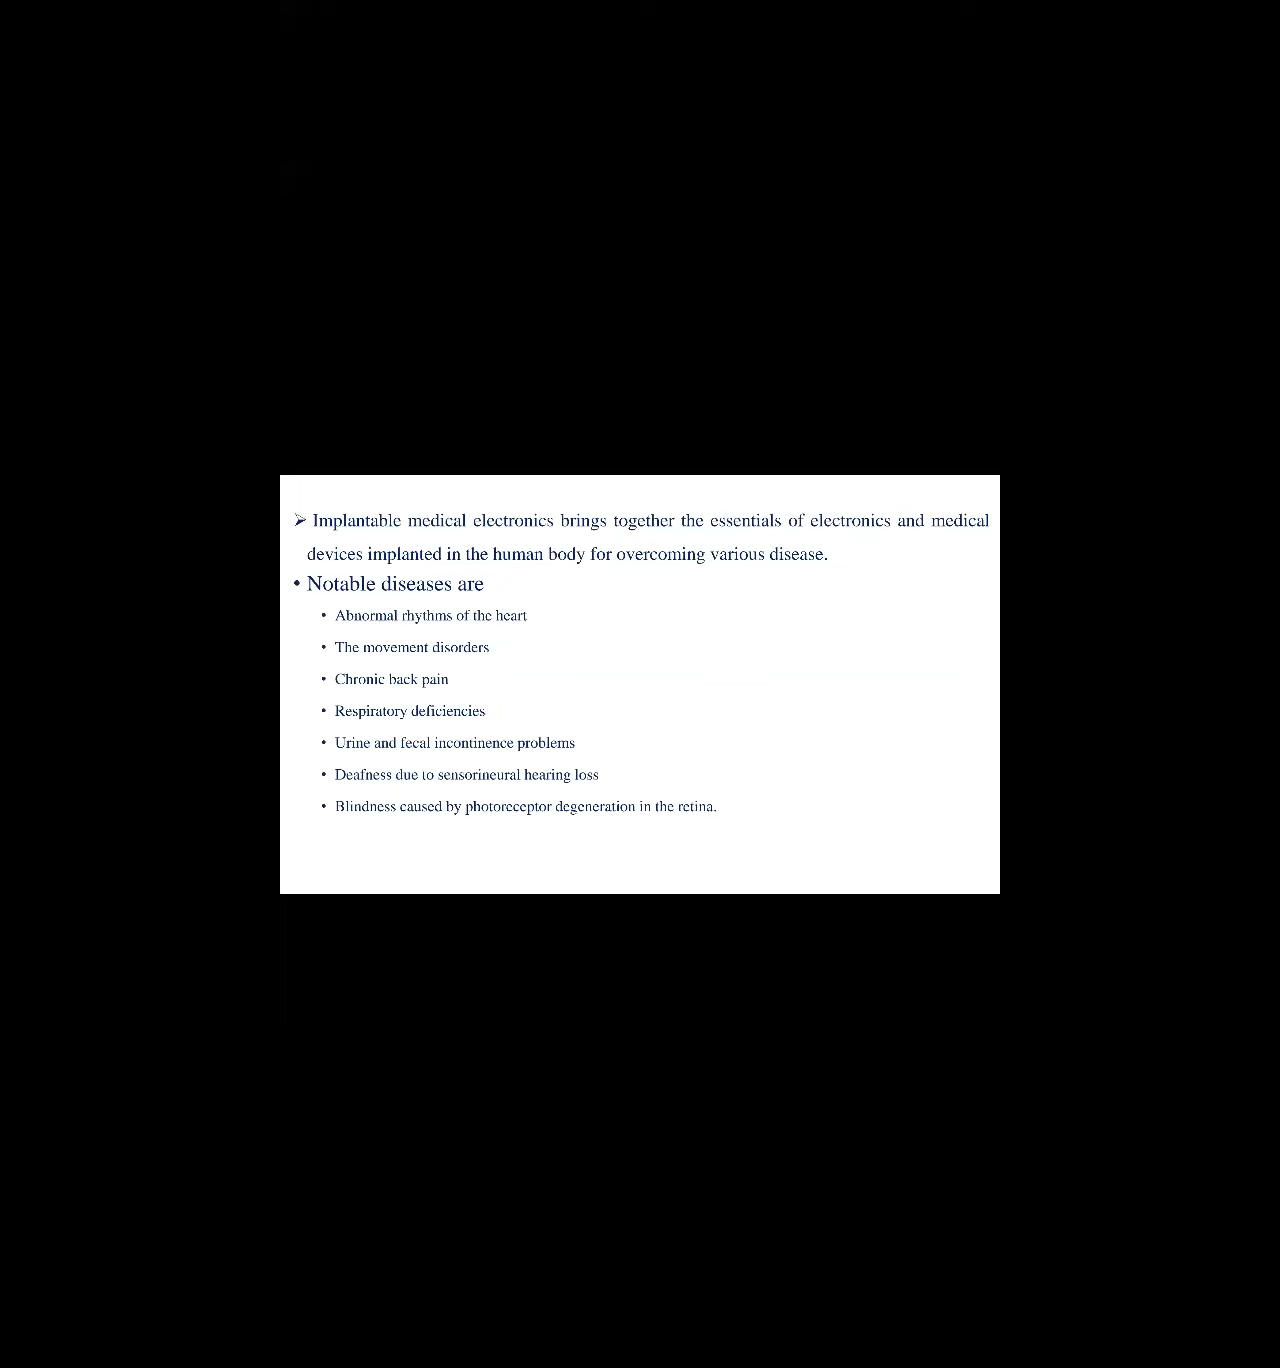 ➢ Implantable medical electronics brings together the essentials of electronics and medical
devices implanted in the human body for overcoming various disease.
• Notable diseases are
• Abnormal rhythms of the heart
• The movement disorders
• Chronic back pain
• Respiratory deficiencies
• Urine and fecal incontinence problems
• Deafness due to sensorineural hearing loss
• Blindness caused by photoreceptor degeneration in the retina.